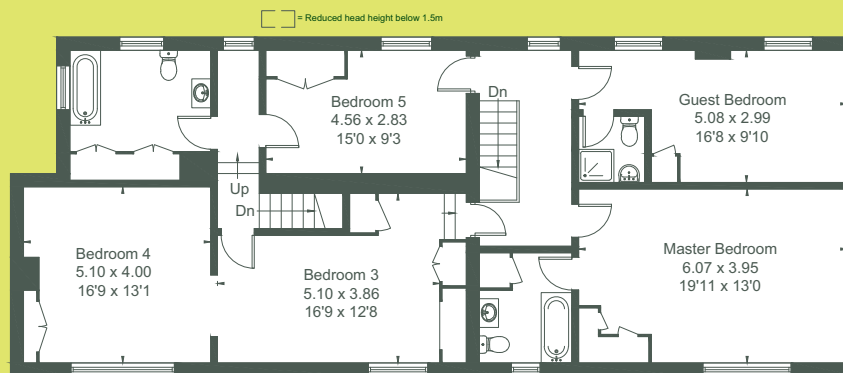 = Reduced head height below 1.5m
Bedroom 5
4.56 x 2.83
15'0 x 9'3
Dn
Guest Bedroom
5.08 x 2.99
16'8 x 9'10
Up
Dn
Bedroom 4
5.10 x 4.00
16'9 x 13'1
Bedroom 3
5.10 x 3.86
16'9 x 12'8
Master Bedroom
6.07 x 3.95
19'11 x 13'0